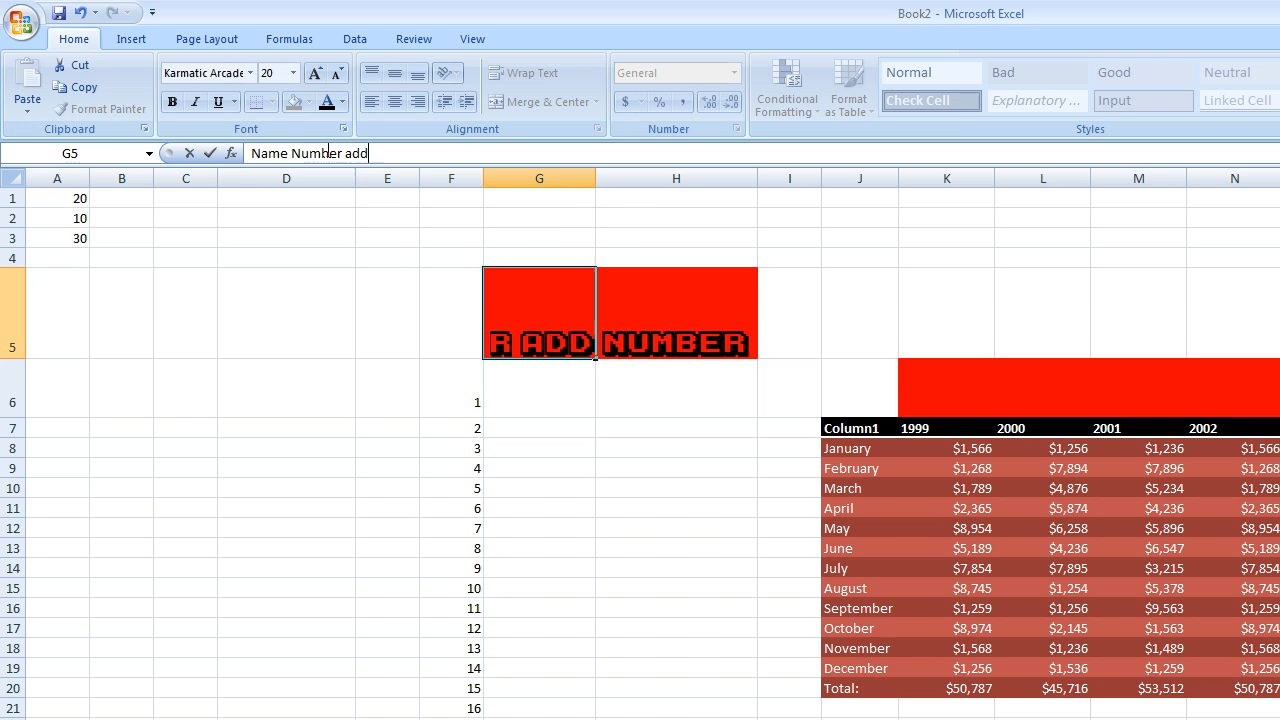 Book2 - Microsoft Excel
Home Insert Page Layout Formulas Data Review View
Cut
Copy
Format Painter
Paste
Clipboard
Karmatic Arcade 20 A A
B I U A
Font
Wrap Text
Merge & Center
Alignment
General
$ % ,
Number
Conditional Formatting
Format as Table
Normal Bad Good Neutral
Check Cell Explanatory ... Input Linked Cell
Styles
G5 fx Name Number add
A B C D E F G H I J K L M N
1 20
2 10
3 30
4
5 R ADD NUMBER
6 1
7 2 Column1 1999 2000 2001 2002
8 3 January $1,566 $1,256 $1,236 $1,566
9 4 February $1,268 $7,894 $7,896 $1,268
10 5 March $1,789 $4,876 $5,234 $1,789
11 6 April $2,365 $5,874 $4,236 $2,365
12 7 May $8,954 $6,258 $5,896 $8,954
13 8 June $5,189 $4,236 $6,547 $5,189
14 9 July $7,854 $7,895 $3,215 $7,854
15 10 August $8,745 $1,254 $5,378 $8,745
16 11 September $1,259 $1,256 $9,563 $1,259
17 12 October $8,974 $2,145 $1,563 $8,974
18 13 November $1,568 $1,236 $1,489 $1,568
19 14 December $1,256 $1,536 $1,259 $1,256
20 15 Total: $50,787 $45,716 $53,512 $50,787
21 16